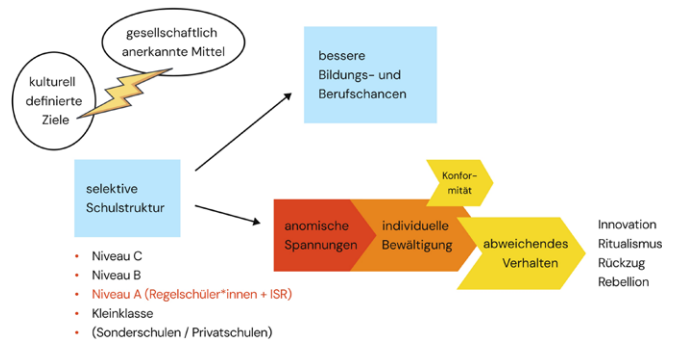 gesellschaftlich
anerkannte Mittel
kulturell
definierte
Ziele
bessere
Bildungs- und
Berufschancen
selektive
Schulstruktur
Konfor-
mität
anomische
Spannungen
individuelle
Bewältigung
abweichendes
Verhalten
Innovation
Ritualismus
Rückzug
Rebellion
• Niveau C
• Niveau B
• Niveau A (Regelschüler*innen + ISR)
• Kleinklasse
• (Sonderschulen / Privatschulen)